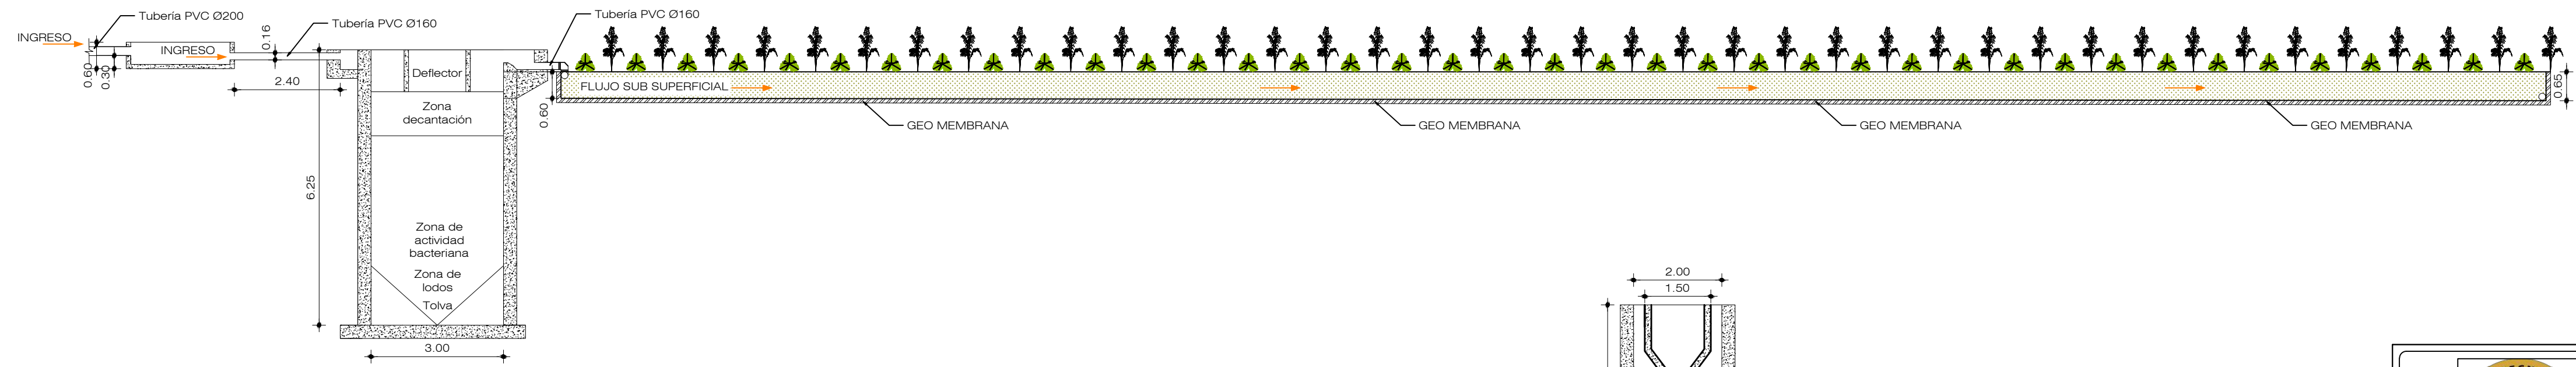 Tubería PVC Ø200
INGRESO
0.60
0.30
INGRESO
0.16
Tubería PVC Ø160
2.40
6.25
Deflector
Zona
decantación
Zona de
actividad
bacteriana
Zona de
lodos
Tolva
3.00
Tubería PVC Ø160
0.60
FLUJO SUB SUPERFICIAL
GEO MEMBRANA
GEO MEMBRANA
GEO MEMBRANA
GEO MEMBRANA
0.65
2.00
1.50